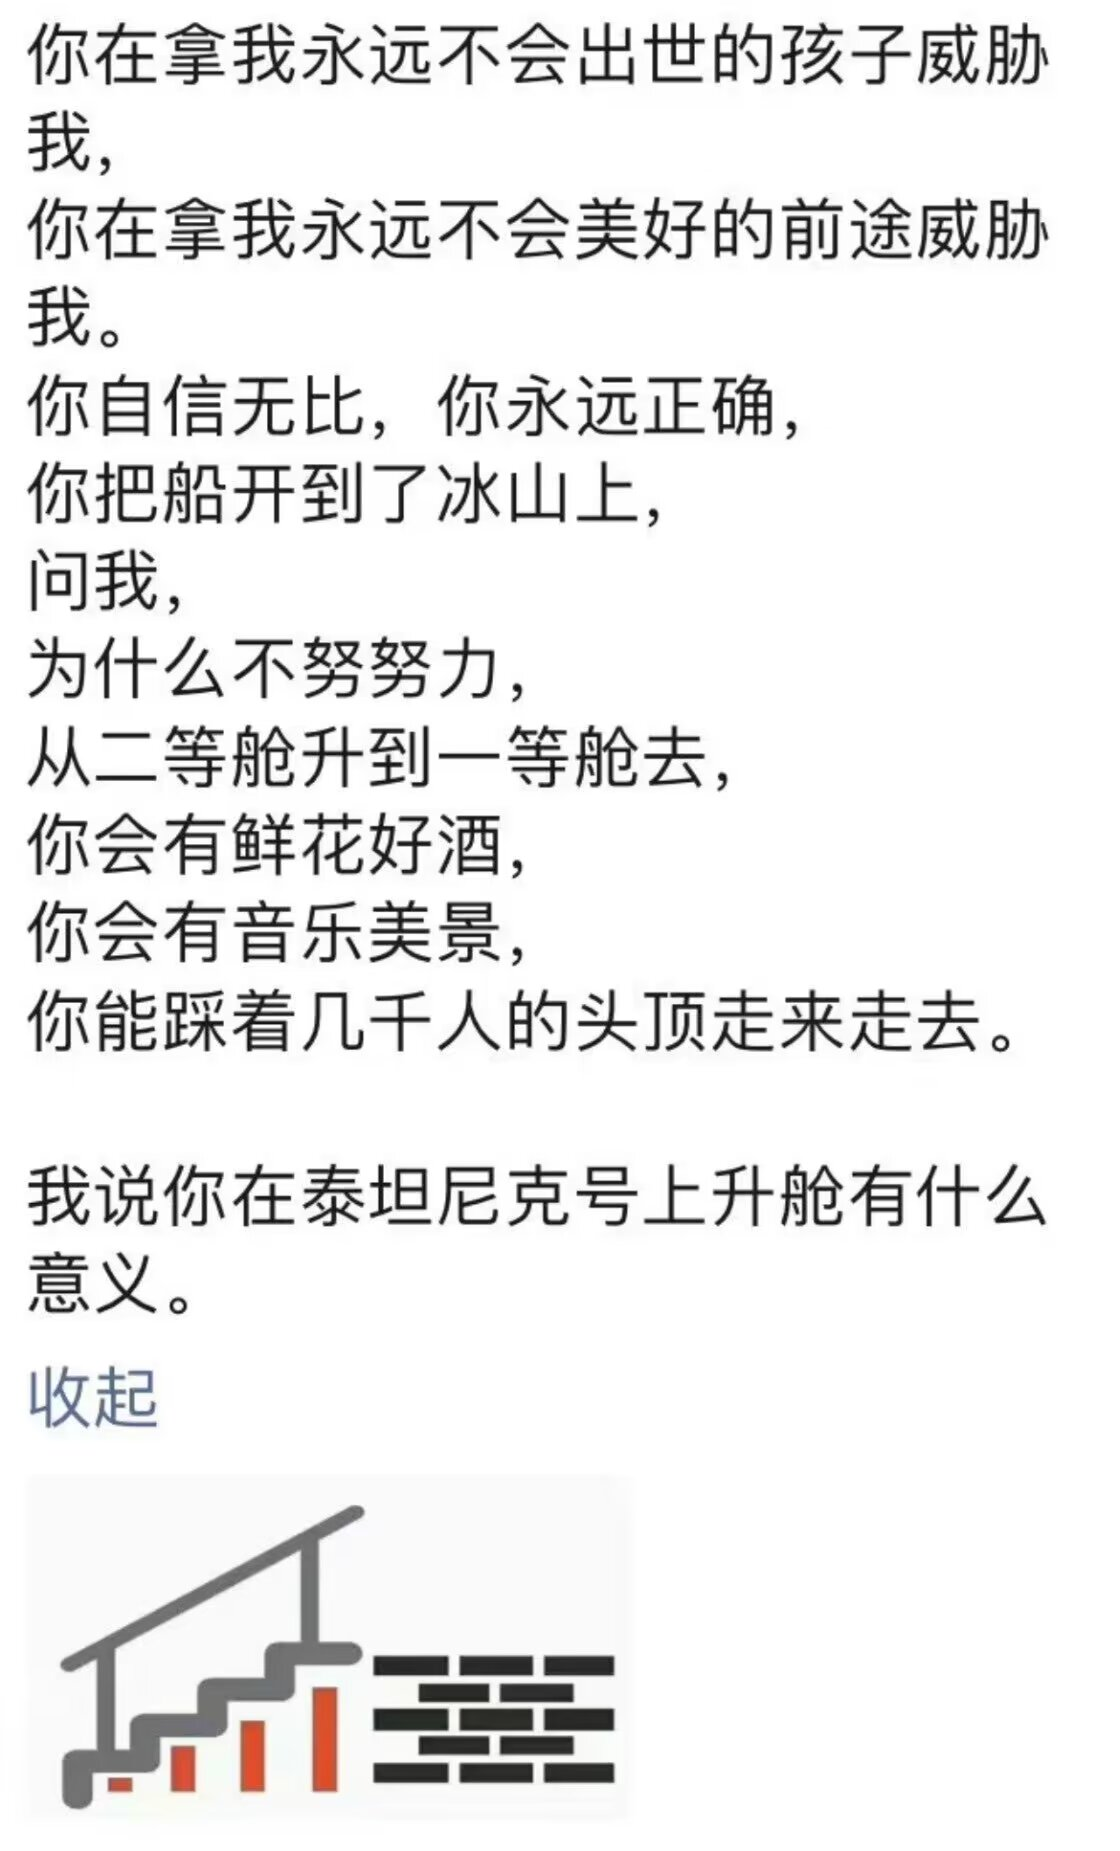 你在拿我永远不会出世的孩子威胁
我，
你在拿我永远不会美好的前途威胁
我。
你自信无比，你永远正确，
你把船开到了冰山上，
问我，
为什么不努努力，
从二等舱升到一等舱去，
你会有鲜花好酒，
你会有音乐美景，
你能踩着几千人的头顶走来走去。
我说你在泰坦尼克号上升舱有什么
意义。
收起